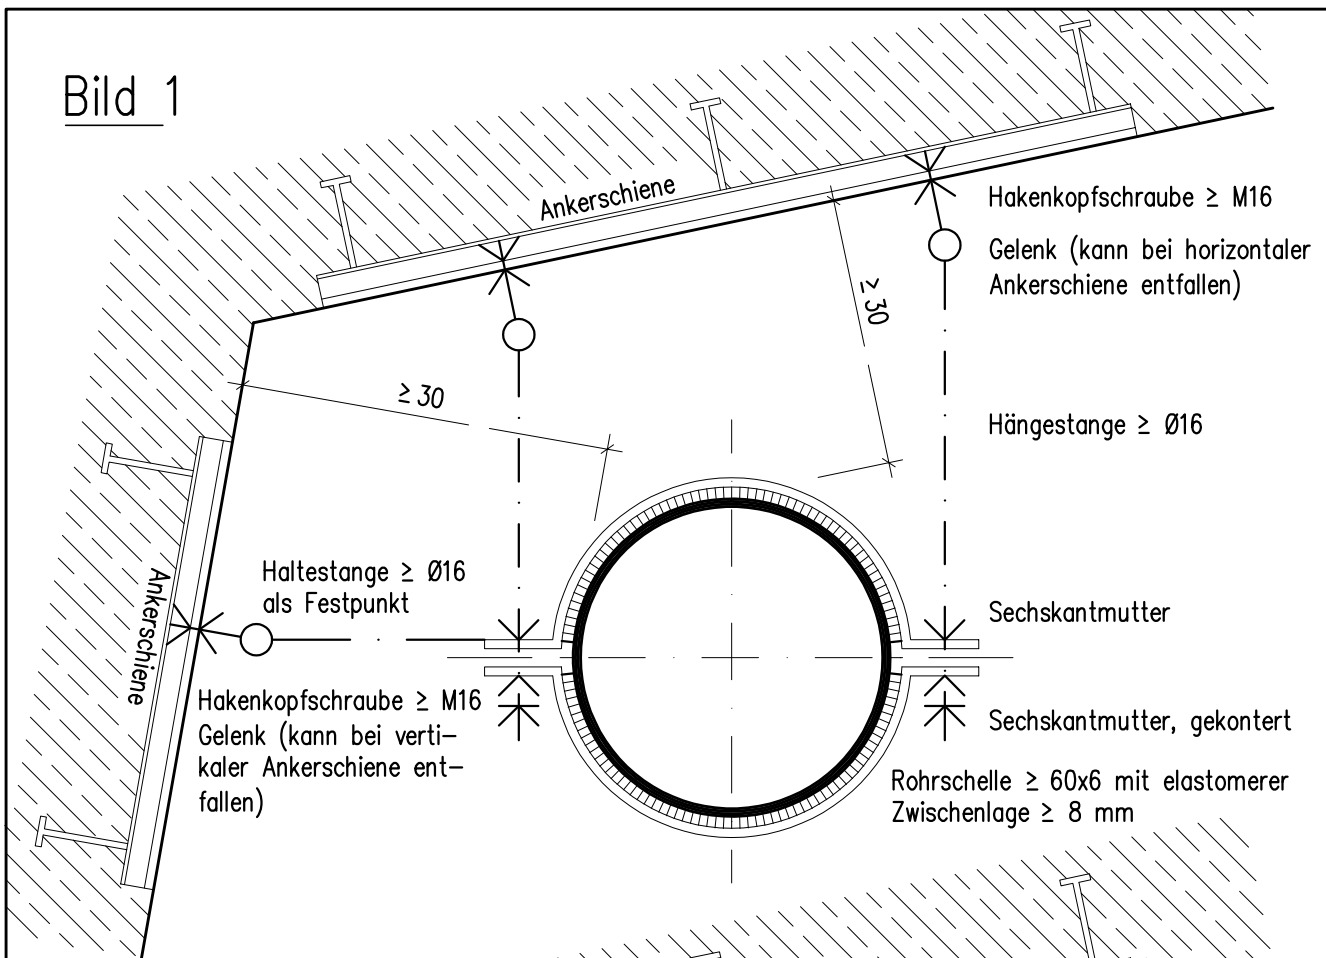 Bild 1
Ankerschiene
Hakenkopfschraube ≥ M16
Gelenk (kann bei horizontaler
Ankerschiene entfallen)
≥ 30
≥ 30
Hängestange ≥ Ø16
Haltestange ≥ Ø16
als Festpunkt
Ankerschiene
Sechskantmutter
Hakenkopfschraube ≥ M16
Gelenk (kann bei verti-
kaler Ankerschiene ent-
fallen)
Sechskantmutter, gekontert
Rohrschelle ≥ 60x6 mit elastomerer
Zwischenlage ≥ 8 mm